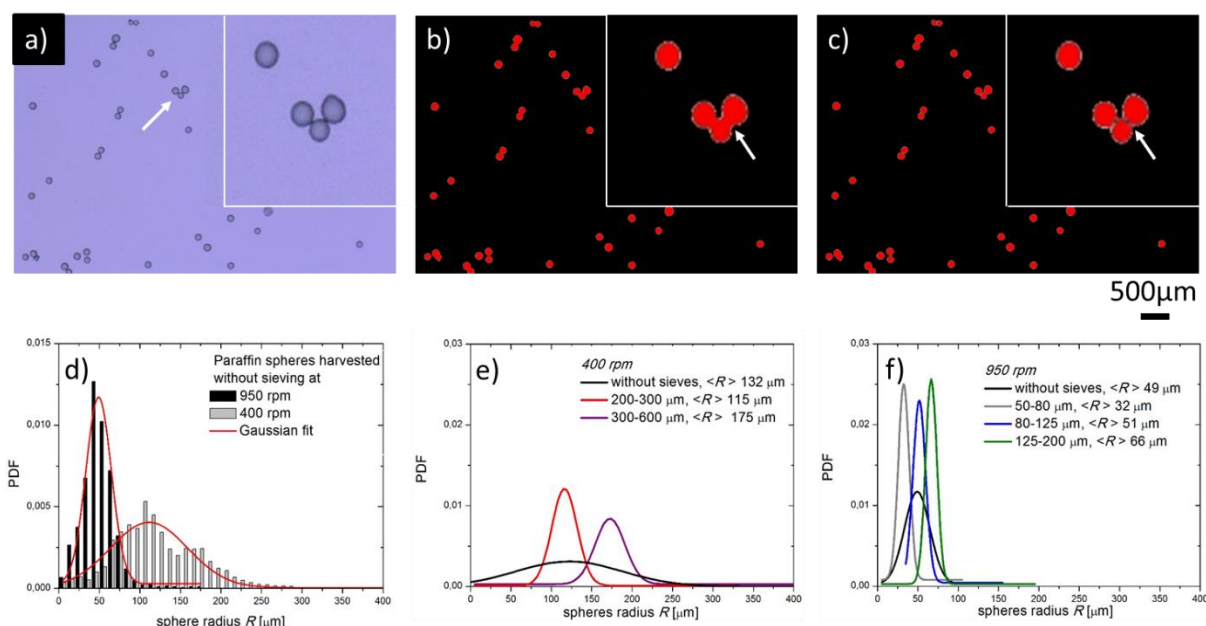 a)
b)
c)
500μm
d)
Paraffin spheres harvested
without sieving at
950 rpm
400 rpm
Gaussian fit
0,015
0,010
0,005
0,000
PDF
0 50 100 150 200 250 300 350 400
sphere radius R [μm]
e)
400 rpm
without sieves, <R> 132 μm
200-300 μm, <R> 115 μm
300-600 μm, <R> 175 μm
0,03
0,02
0,01
0,00
PDF
0 50 100 150 200 250 300 350 400
spheres radius R [μm]
f)
950 rpm
without sieves, <R> 49 μm
50-80 μm, <R> 32 μm
80-125 μm, <R> 51 μm
125-200 μm, <R> 66 μm
0,03
0,02
0,01
0,00
PDF
0 50 100 150 200 250 300 350 400
spheres radius R [μm]